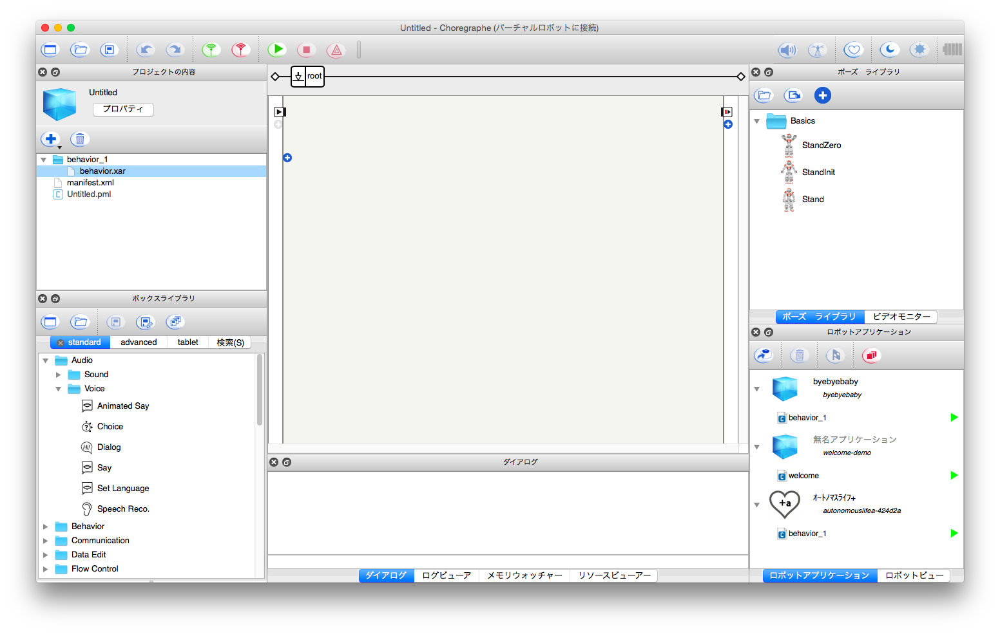 Untitled - Choregraphe (バーチャルロボットに接続)
プロジェクトの内容
Untitled
プロパティ
behavior_1
behavior.xar
manifest.xml
Untitled.pml
ボックスライブラリ
standard
advanced
tablet
検索(S)
Audio
Sound
Voice
Animated Say
Choice
Hi!
Dialog
Say
Set Language
Speech Reco.
Behavior
Communication
Data Edit
Flow Control
root
ダイアログ
ダイアログ
ログビューア
メモリウォッチャー
リソースビューアー
ポーズ ライブラリ
Basics
StandZero
StandInit
Stand
ポーズ ライブラリ
ビデオモニター
ロボットアプリケーション
byebyebaby
byebyebaby
behavior_1
無名アプリケーション
welcome-demo
welcome
+a
ｵｰﾄﾉﾏｽﾗｲﾌ+
autonomouslifea-424d2a
behavior_1
ロボットアプリケーション
ロボットビュー